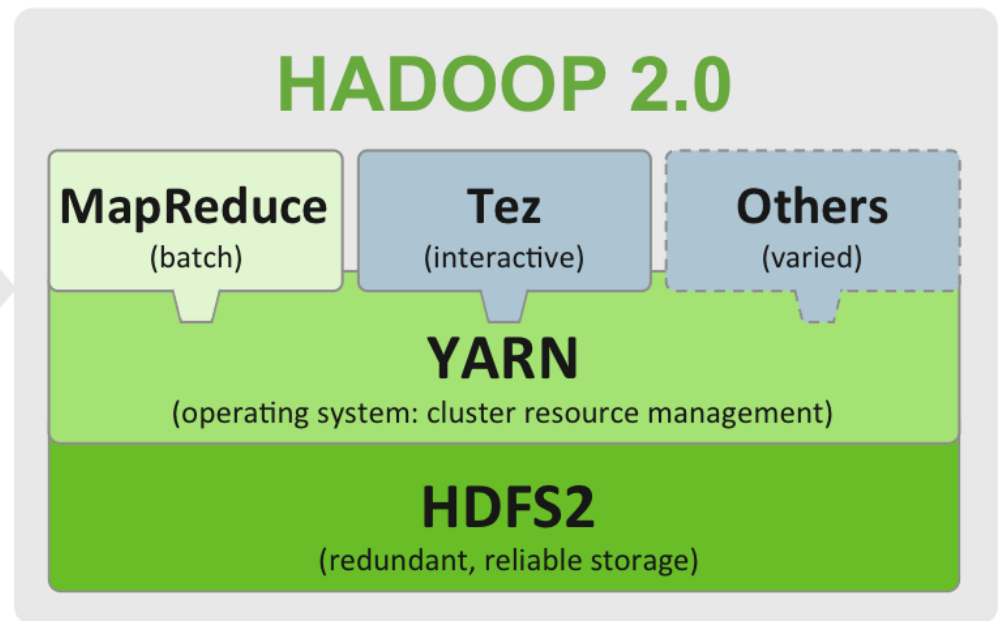 HADOOP 2.0
MapReduce
(batch)
Tez
(interactive)
Others
(varied)
YARN
(operating system: cluster resource management)
HDFS2
(redundant, reliable storage)